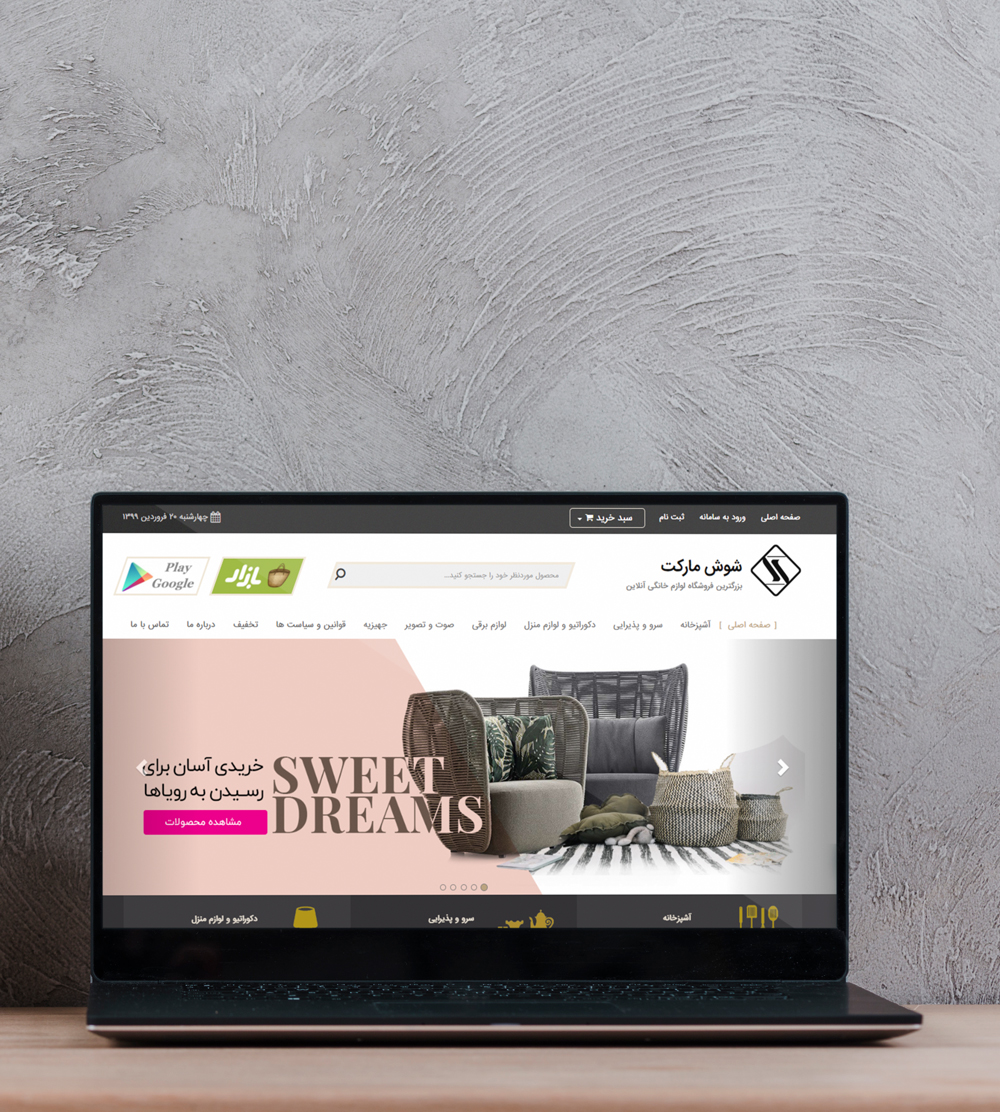 صفحه اصلی ورود به سامانه ثبت نام سبد خرید چهارشنبه ۲۰ فروردین ۱۳۹۹
شوش مارکت
بزرگترین فروشگاه لوازم خانگی آنلاین
محصول موردنظر خود را جستجو کنید...
بازار
Play
Google
[ صفحه اصلی ] آشپزخانه سرو و پذیرایی دکوراتیو و لوازم منزل لوازم برقی صوت و تصویر جهیزیه قوانین و سیاست ها تخفیف درباره ما تماس با ما
SWEET
DREAMS
خریدی آسان برای
رسیدن به رویاها
مشاهده محصولات
آشپزخانه سرو و پذیرایی دکوراتیو و لوازم منزل